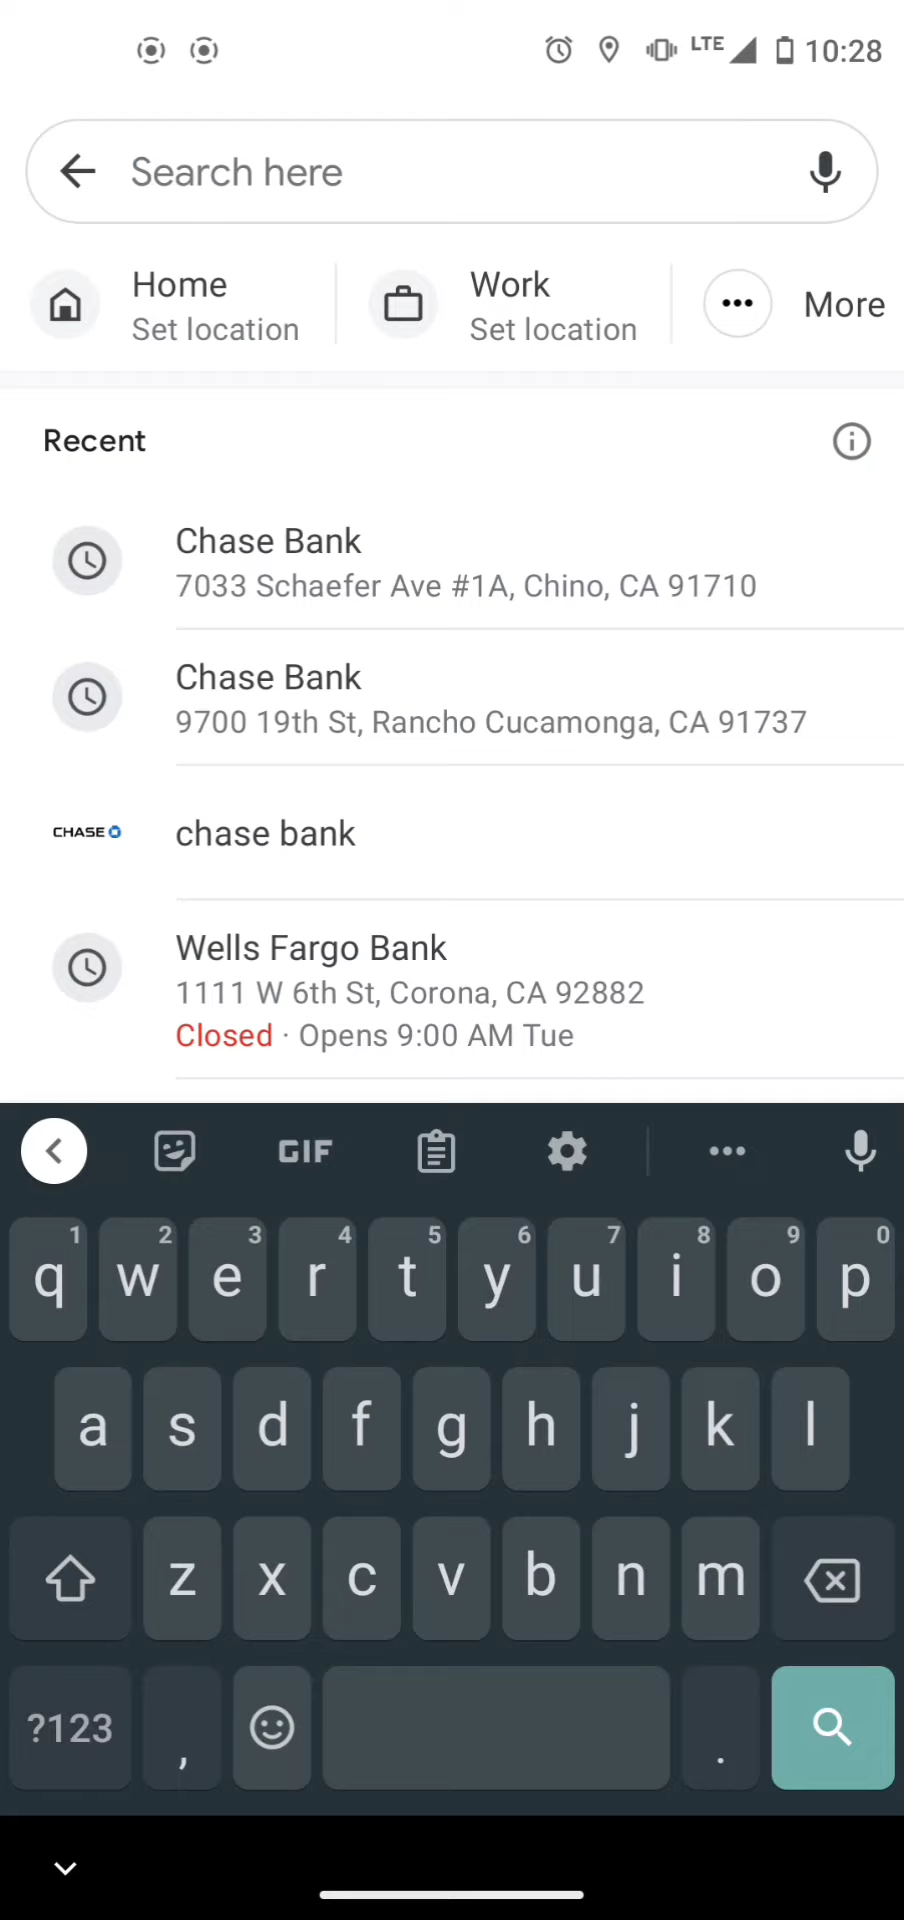 LTE 10:28
Search here
Home
Set location
Work
Set location
More
Recent
Chase Bank
7033 Schaefer Ave #1A, Chino, CA 91710
Chase Bank
9700 19th St, Rancho Cucamonga, CA 91737
CHASE chase bank
Wells Fargo Bank
1111 W 6th St, Corona, CA 92882
Closed · Opens 9:00 AM Tue
GIF
1 2 3 4 5 6 7 8 9 0
q w e r t y u i o p
a s d f g h j k l
z x c v b n m
?123 , .